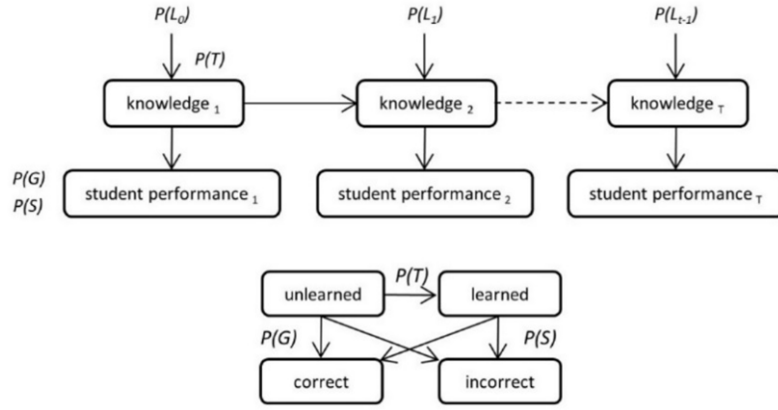 P(L₀) P(L₁) P(Lₜ₋₁)
P(T)
knowledge ₁ knowledge ₂ knowledge ᴛ
P(G)
student performance ₁ student performance ₂ student performance ᴛ
P(S)
P(T)
unlearned learned
P(G) P(S)
correct incorrect